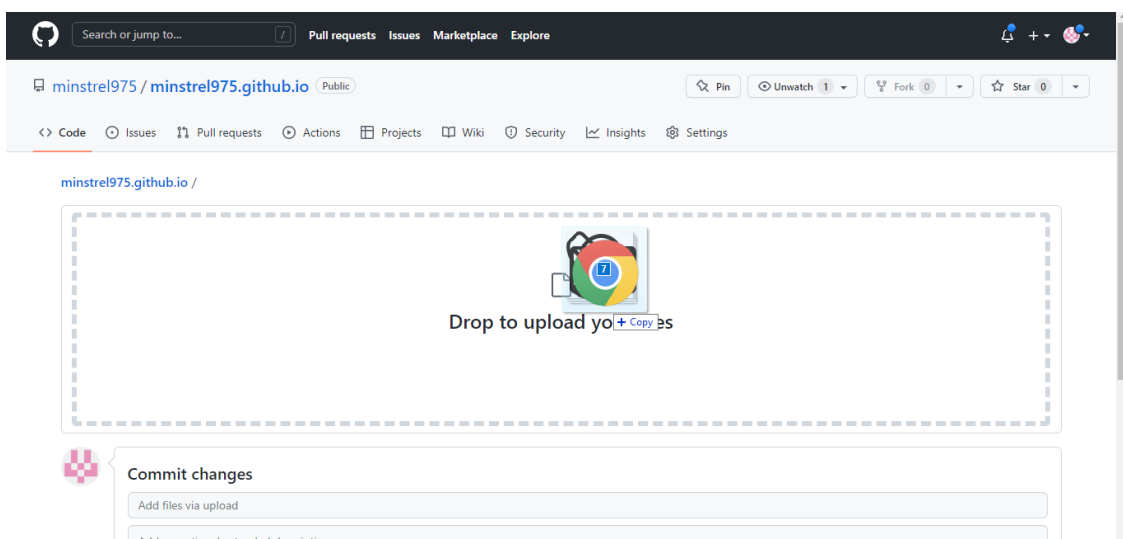 Search or jump to... / Pull requests Issues Marketplace Explore
minstrel975 / minstrel975.github.io Public Pin Unwatch 1 Fork 0 Star 0
<> Code Issues Pull requests Actions Projects Wiki Security Insights Settings
minstrel975.github.io /
7
Drop to upload yo
+ Copy
es
Commit changes
Add files via upload